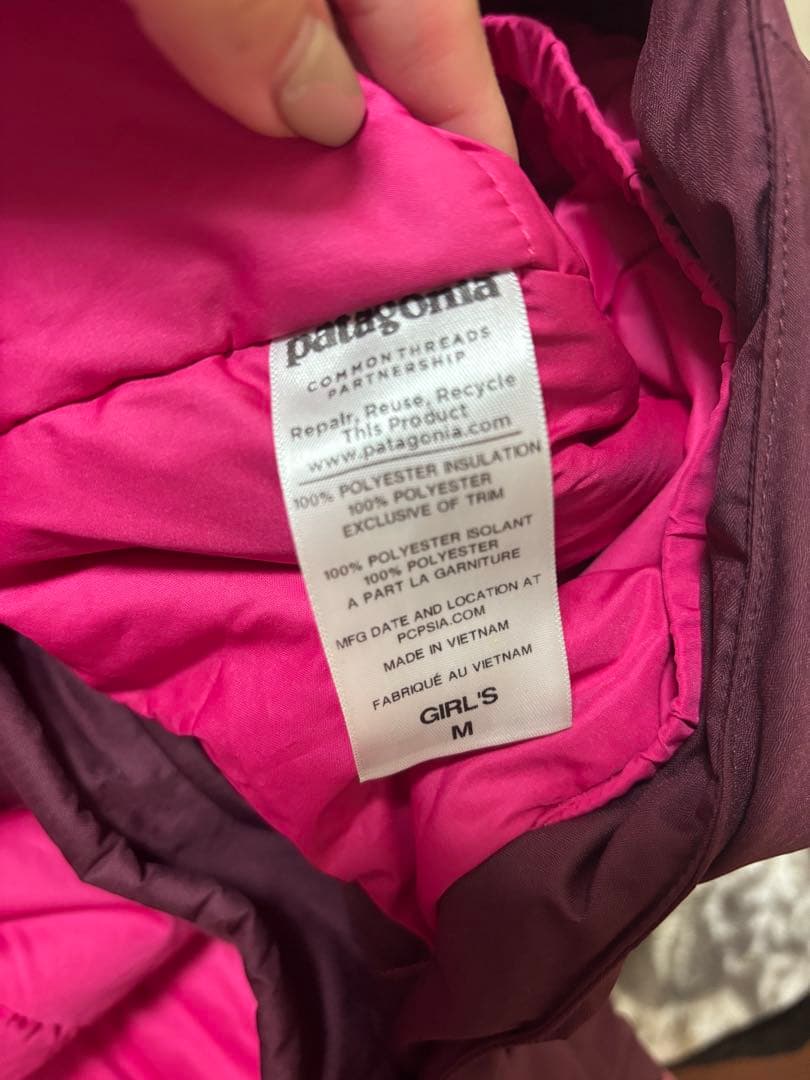 patagonia
COMMON THREADS
PARTNERSHIP
Repair, Reuse, Recycle
This Product
www.patagonia.com
100% POLYESTER INSULATION
100% POLYESTER
EXCLUSIVE OF TRIM
100% POLYESTER ISOLANT
100% POLYESTER
A PART LA GARNITURE
MFG DATE AND LOCATION AT
PCPSIA.COM
MADE IN VIETNAM
FABRIQUÉ AU VIETNAM
GIRL'S
M